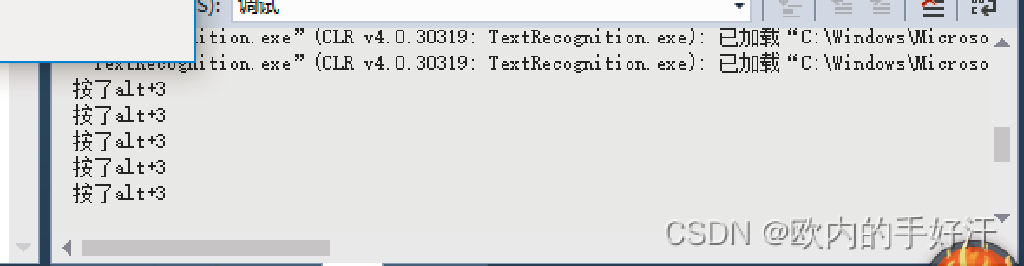 S): 调试
ition.exe”(CLR v4.0.30319: TextRecognition.exe): 已加载“C:\Windows\Microso
TextRecognition.exe”(CLR v4.0.30319: TextRecognition.exe): 已加载“C:\Windows\Microso
按了alt+3
按了alt+3
按了alt+3
按了alt+3
按了alt+3
CSDN @欧内的手好汗